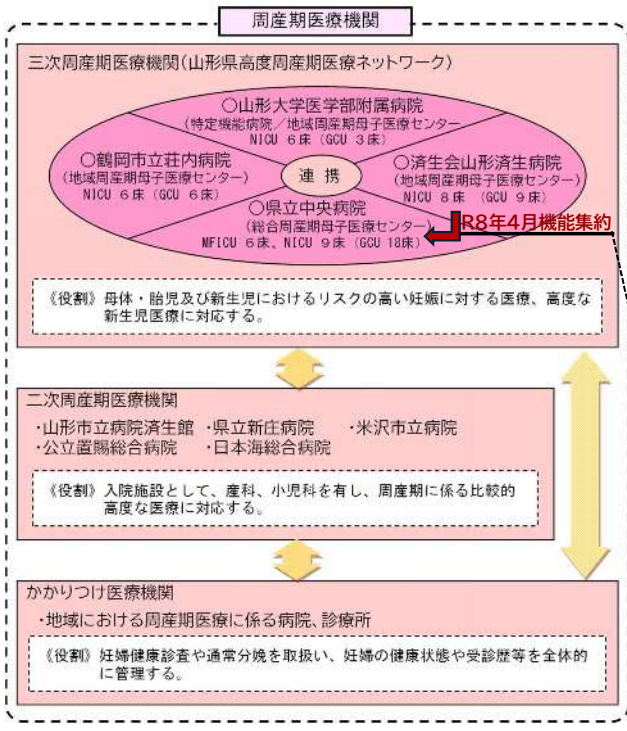 周産期医療機関
三次周産期医療機関(山形県高度周産期医療ネットワーク)
○山形大学医学部附属病院
(特定機能病院／地域周産期母子医療センター
NICU 6床 (GCU 3床)
○鶴岡市立荘内病院
(地域周産期母子医療センター)
NICU 6床 (GCU 6床)
連携
○済生会山形済生病院
(地域周産期母子医療センター)
NICU 8床 (GCU 9床)
○県立中央病院
(総合周産期母子医療センター)
MFICU 6床、NICU 9床 (GCU 18床)
R8年4月機能集約
《役割》母体・胎児及び新生児におけるリスクの高い妊娠に対する医療、高度な
新生児医療に対応する。
二次周産期医療機関
・山形市立病院済生館 ・県立新庄病院 ・米沢市立病院
・公立置賜総合病院 ・日本海総合病院
《役割》入院施設として、産科、小児科を有し、周産期に係る比較的
高度な医療に対応する。
かかりつけ医療機関
・地域における周産期医療に係る病院、診療所
《役割》妊婦健康診査や通常分娩を取扱い、妊婦の健康状態や受診歴等を全体的
に管理する。